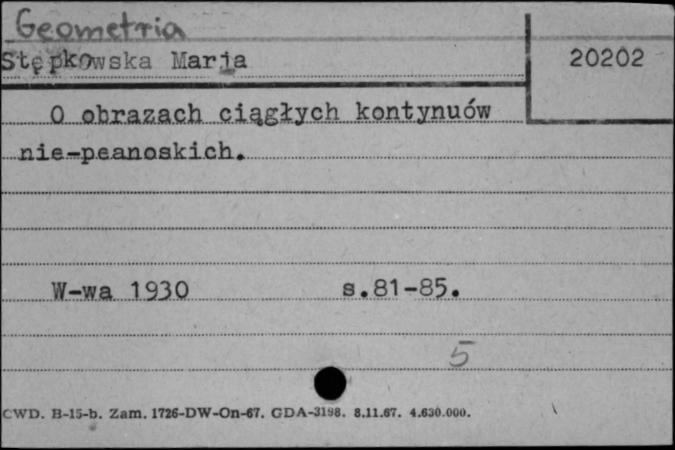 Geometria
Stępkowska Marja
20202
O obrazach ciągłych kontynuów
nie-peanoskich.
W-wa 1930 s.81-85.
5
CWD. B-15-b. Zam. 1726-DW-On-67. GDA-3198. 8.11.67. 4.630.000.